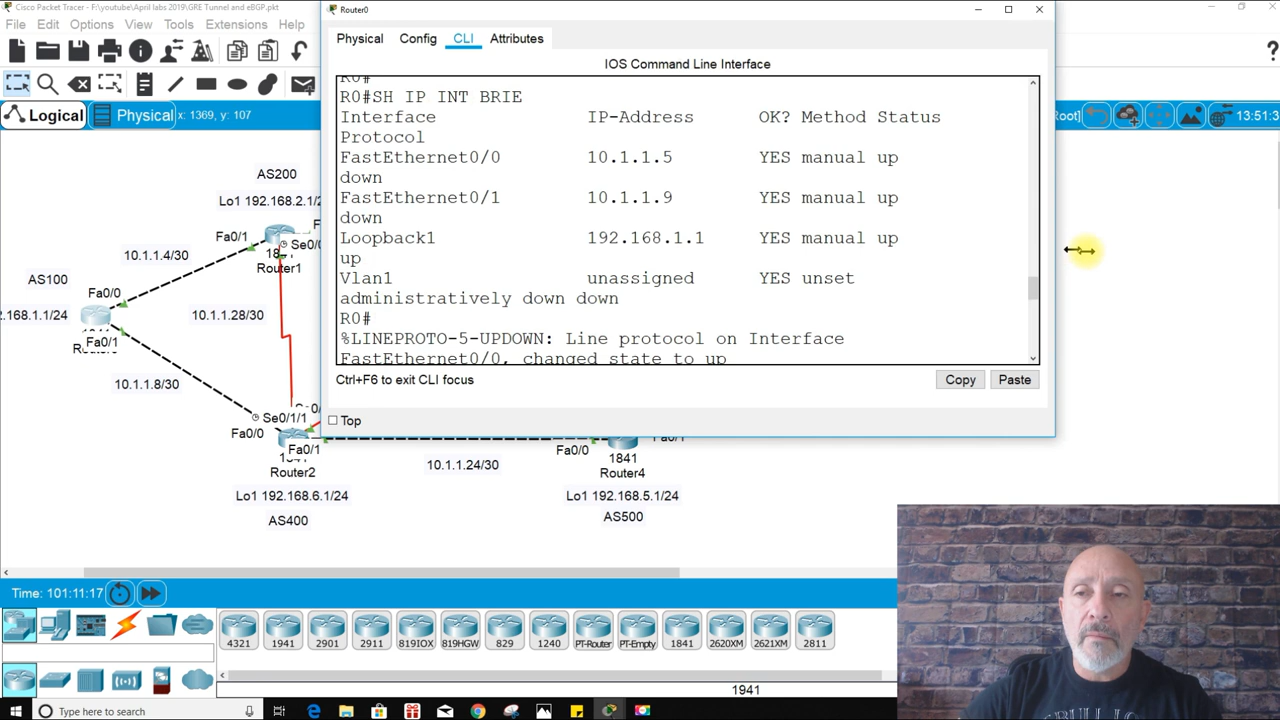 Cisco Packet Tracer - F:\youtube\April labs 2019\GRE Tunnel and eBGP.pkt
File Edit Options View Tools Extensions Help
?
Logical
Physical x: 1369, y: 107
Root]
13:51:3
Router0
Physical Config CLI Attributes
IOS Command Line Interface
R0#
R0#SH IP INT BRIE
Interface IP-Address OK? Method Status
Protocol
FastEthernet0/0 10.1.1.5 YES manual up
down
FastEthernet0/1 10.1.1.9 YES manual up
down
Loopback1 192.168.1.1 YES manual up
up
Vlan1 unassigned YES unset
administratively down down
R0#
%LINEPROTO-5-UPDOWN: Line protocol on Interface
FastEthernet0/0, changed state to up
Ctrl+F6 to exit CLI focus
Copy Paste
Top
AS200
Lo1 192.168.2.1/2
Fa0/1
Se0/
Router1
10.1.1.4/30
AS100
Fa0/0
.168.1.1/24
Fa0/1
10.1.1.28/30
10.1.1.8/30
Se0/1/1
Fa0/0
Fa0/1
Router2
Lo1 192.168.6.1/24
AS400
10.1.1.24/30
Fa0/0
Fa0/1
1841
Router4
Lo1 192.168.5.1/24
AS500
Time: 101:11:17
4321 1941 2901 2911 819IOX 819HGW 829 1240 PT-Router PT-Empty 1841 2620XM 2621XM 2811
1941
Type here to search